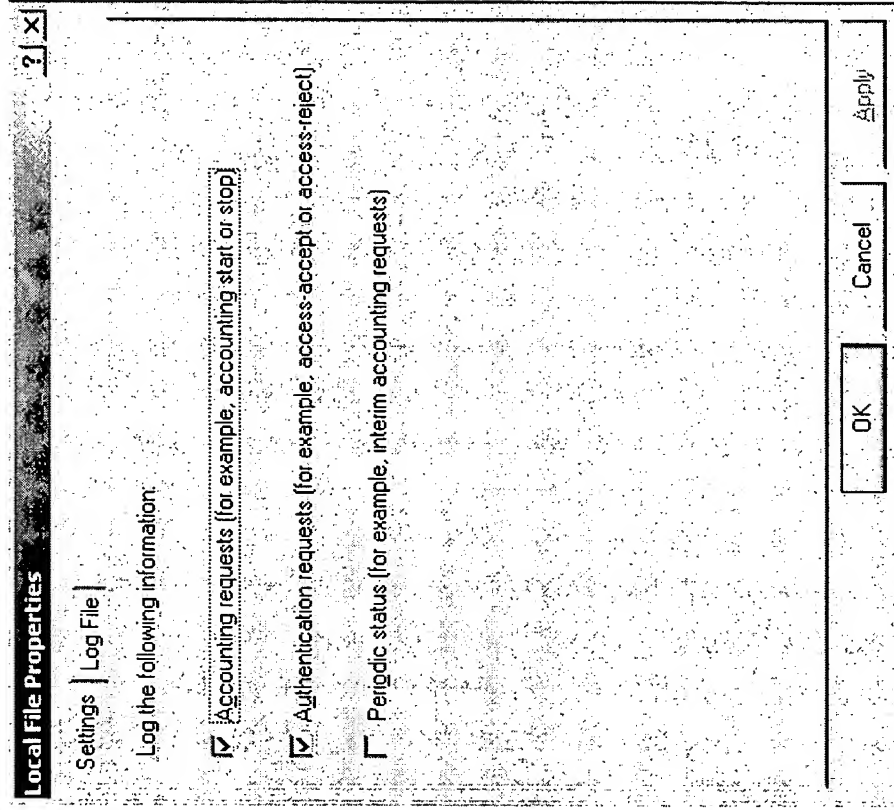 Local File Properties ? X
Settings Log File
Log the following information:
Accounting requests (for example, accounting start or stop)
Authentication requests (for example, access-accept or access-reject)
Periodic status (for example, interim accounting requests)
OK Cancel Apply